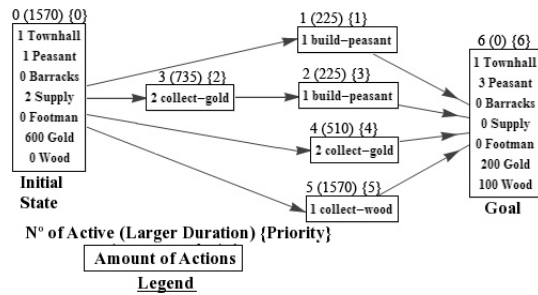 0 (1570) {0}
1 Townhall
1 Peasant
0 Barracks
2 Supply
0 Footman
600 Gold
0 Wood
Initial
State
1 (225) {1}
1 build-peasant
3 (735) {2}
2 collect-gold
2 (225) {3}
1 build-peasant
4 (510) {4}
2 collect-gold
5 (1570) {5}
1 collect-wood
6 (0) {6}
1 Townhall
3 Peasant
0 Barracks
0 Supply
0 Footman
200 Gold
100 Wood
Goal
Nº of Active (Larger Duration) {Priority}
Amount of Actions
Legend